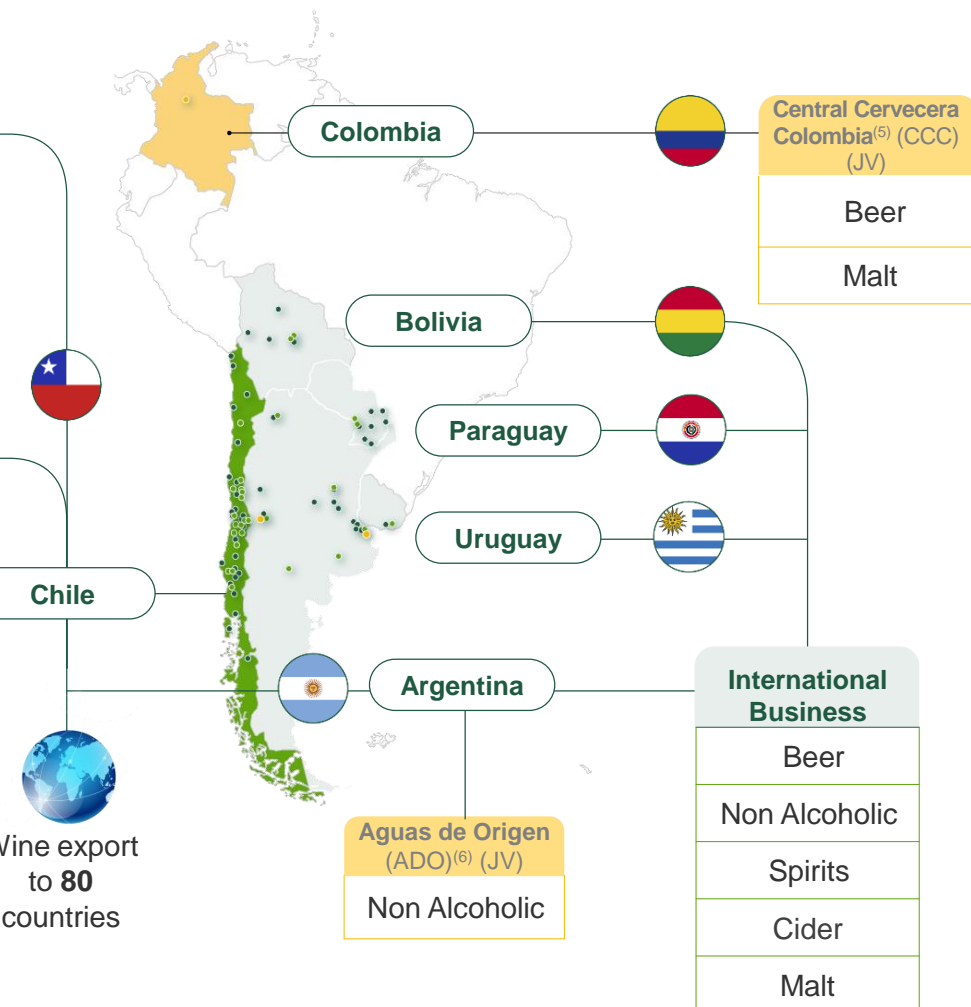 Colombia
Central Cervecera
Colombia(5) (CCC)
(JV)
Beer
Malt
Bolivia
Paraguay
Uruguay
Chile
Argentina
International
Business
Beer
Non Alcoholic
Spirits
Cider
Malt
Aguas de Origen
(ADO)(6) (JV)
Non Alcoholic
Wine export
to 80
countries